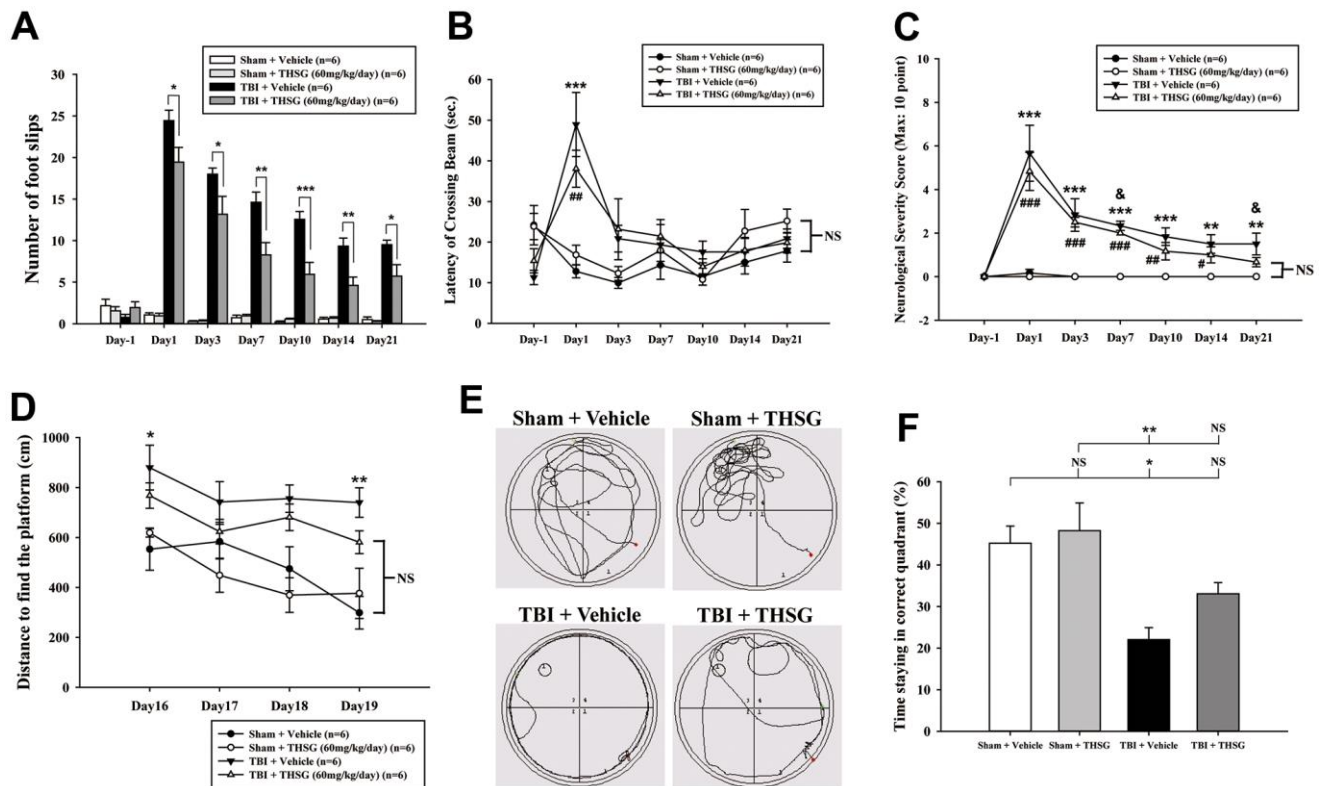 A
Sham + Vehicle (n=6)
Sham + THSG (60mg/kg/day) (n=6)
TBI + Vehicle (n=6)
TBI + THSG (60mg/kg/day) (n=6)
Number of foot slips
30
25
20
15
10
5
0
* * ** *** ** *
Day-1 Day1 Day3 Day7 Day10 Day14 Day21
B
Sham + Vehicle (n=6)
Sham + THSG (60mg/kg/day) (n=6)
TBI + Vehicle (n=6)
TBI + THSG (60mg/kg/day) (n=6)
Latency of Crossing Beam (sec.)
60
50
40
30
20
10
0
***
##
NS
Day-1 Day1 Day3 Day7 Day10 Day14 Day21
C
Sham + Vehicle (n=6)
Sham + THSG (60mg/kg/day) (n=6)
TBI + Vehicle (n=6)
TBI + THSG (60mg/kg/day) (n=6)
Neurological Severity Score (Max: 10 point)
10
8
6
4
2
0
-2
& &
*** *** *** *** ** **
### ### ### ## #
NS
Day-1 Day1 Day3 Day7 Day10 Day14 Day21
D
Distance to find the platform (cm)
1000
800
600
400
200
0
* **
NS
Day16 Day17 Day18 Day19
Sham + Vehicle (n=6)
Sham + THSG (60mg/kg/day) (n=6)
TBI + Vehicle (n=6)
TBI + THSG (60mg/kg/day) (n=6)
E
Sham + Vehicle Sham + THSG
TBI + Vehicle TBI + THSG
F
Time staying in correct quadrant (%)
60
50
40
30
20
10
0
** NS
NS * NS
Sham + Vehicle Sham + THSG TBI + Vehicle TBI + THSG